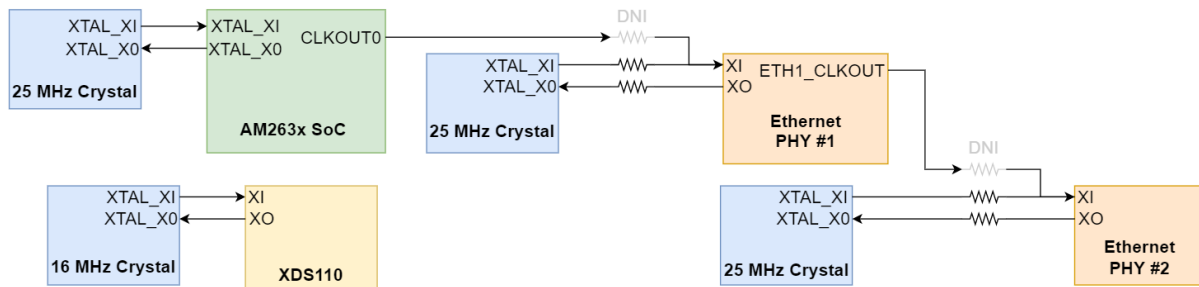 XTAL_XI
XTAL_X0
25 MHz Crystal
XTAL_XI
XTAL_X0
CLKOUT0
AM263x SoC
DNI
XTAL_XI
XTAL_X0
25 MHz Crystal
XI
XO
ETH1_CLKOUT
Ethernet
PHY #1
DNI
XTAL_XI
XTAL_X0
16 MHz Crystal
XI
XO
XDS110
XTAL_XI
XTAL_X0
25 MHz Crystal
XI
XO
Ethernet
PHY #2